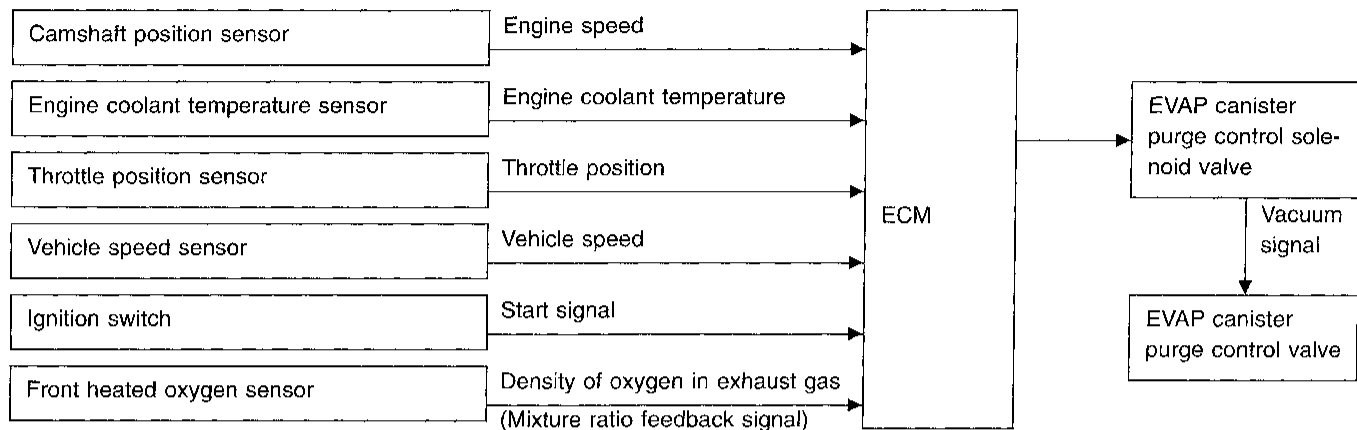 Camshaft position sensor
Engine speed
Engine coolant temperature sensor
Engine coolant temperature
Throttle position sensor
Throttle position
Vehicle speed sensor
Vehicle speed
Ignition switch
Start signal
Front heated oxygen sensor
Density of oxygen in exhaust gas
(Mixture ratio feedback signal)
ECM
EVAP canister
purge control sole-
noid valve
Vacuum
signal
EVAP canister
purge control valve